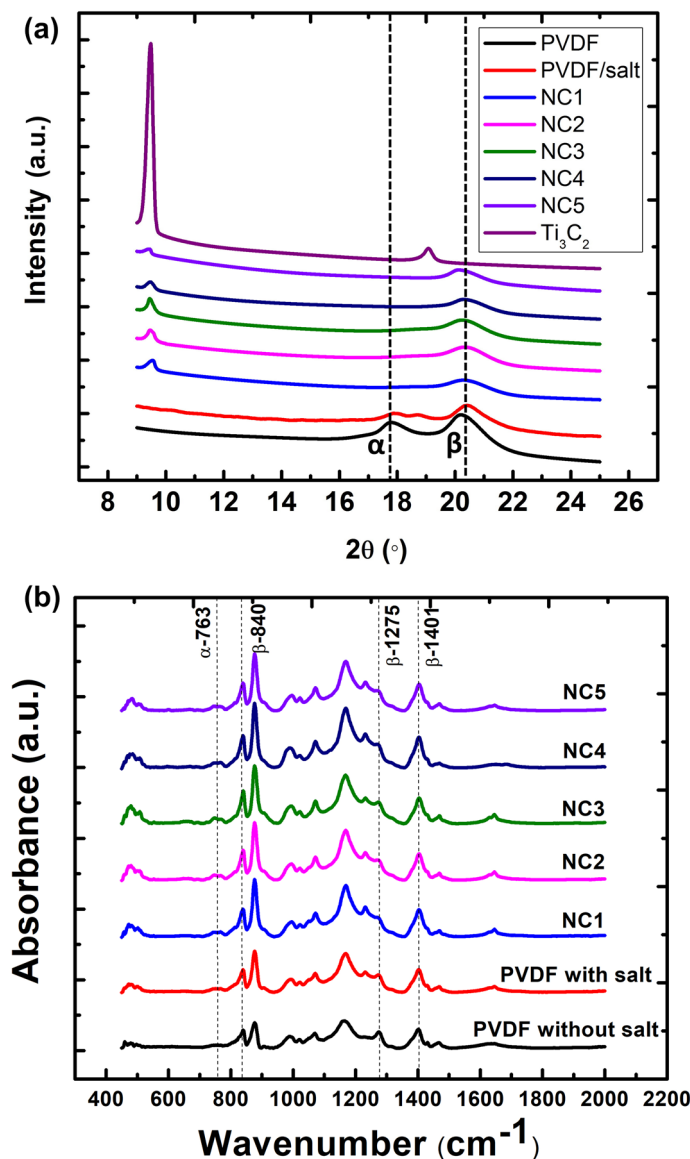 (a)
PVDF
PVDF/salt
NC1
NC2
NC3
NC4
NC5
Ti₃C₂
Intensity (a.u.)
α
β
8 10 12 14 16 18 20 22 24 26
2θ (°)
(b)
α-763
β-840
β-1275
β-1401
NC5
NC4
NC3
NC2
NC1
PVDF with salt
PVDF without salt
Absorbance (a.u.)
400 600 800 1000 1200 1400 1600 1800 2000 2200
Wavenumber (cm⁻¹)